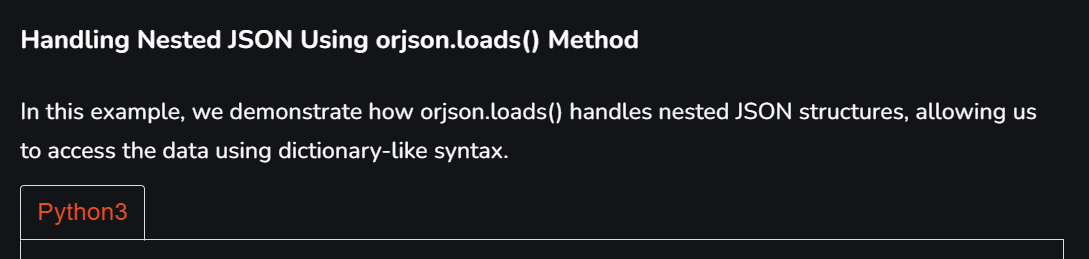 Handling Nested JSON Using orjson.loads() Method
In this example, we demonstrate how orjson.loads() handles nested JSON structures, allowing us
to access the data using dictionary-like syntax.
Python3